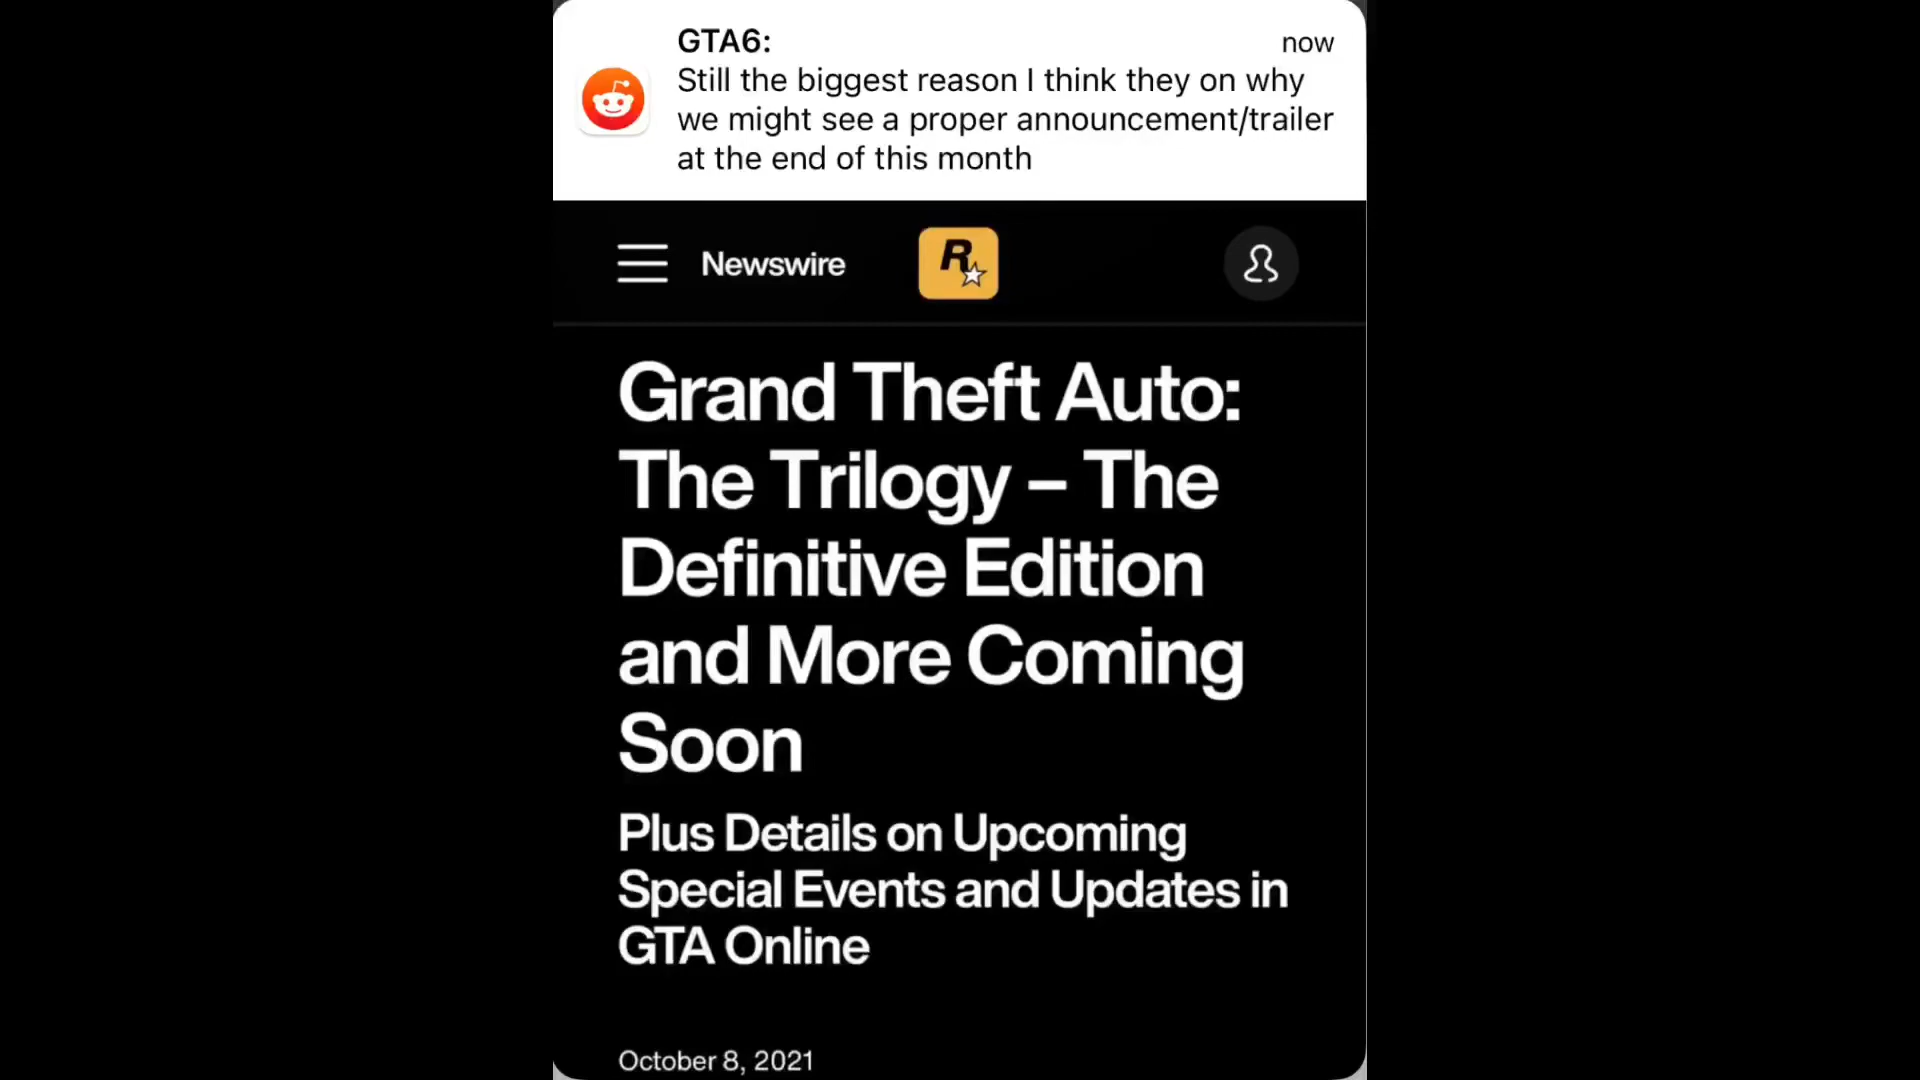 GTA6:
now
Still the biggest reason I think they on why
we might see a proper announcement/trailer
at the end of this month
Newswire
R
Grand Theft Auto:
The Trilogy – The
Definitive Edition
and More Coming
Soon
Plus Details on Upcoming
Special Events and Updates in
GTA Online
October 8, 2021